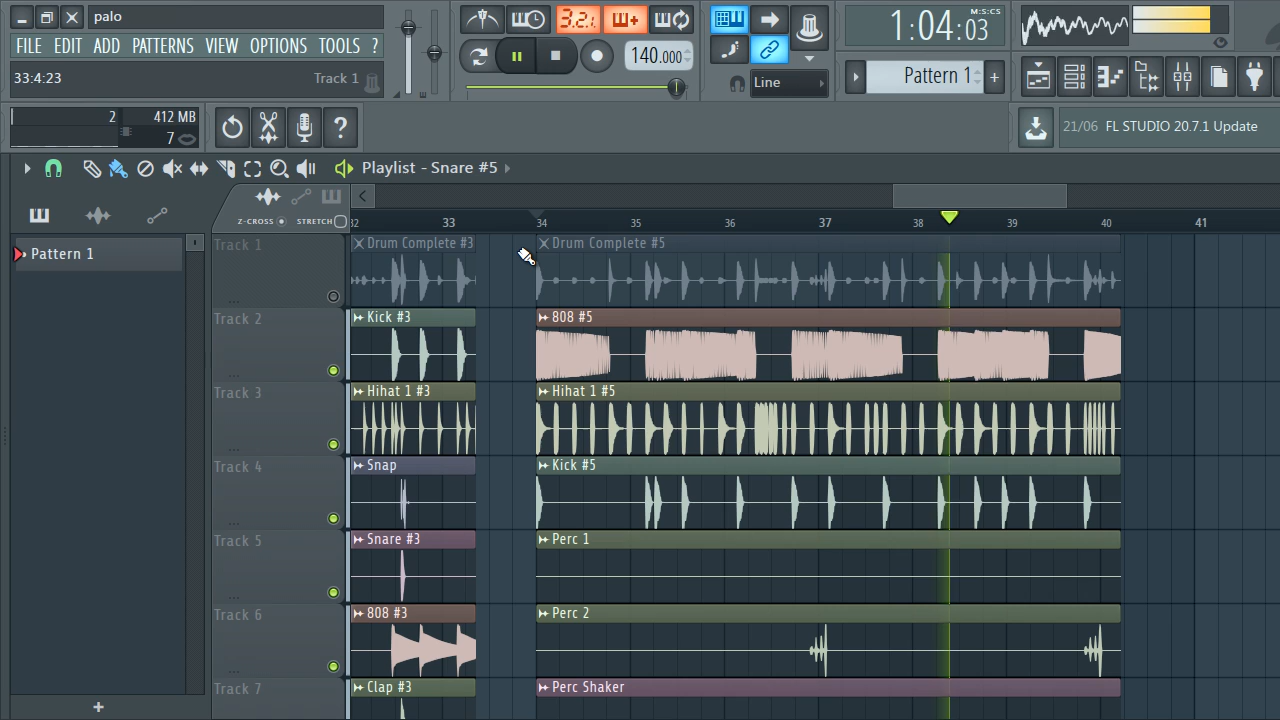 palo
FILE EDIT ADD PATTERNS VIEW OPTIONS TOOLS ?
33:4:23 Track 1
3.2.
140.000
Line
1:04:03 M:S:CS
Pattern 1
2 412 MB
7
?
21/06 FL STUDIO 20.7.1 Update
Playlist - Snare #5
Z-CROSS STRETCH
32 33 34 35 36 37 38 39 40 41
Pattern 1
Track 1 Drum Complete #3 Drum Complete #5
Track 2 Kick #3 808 #5
Track 3 Hihat 1 #3 Hihat 1 #5
Track 4 Snap Kick #5
Track 5 Snare #3 Perc 1
Track 6 808 #3 Perc 2
Track 7 Clap #3 Perc Shaker